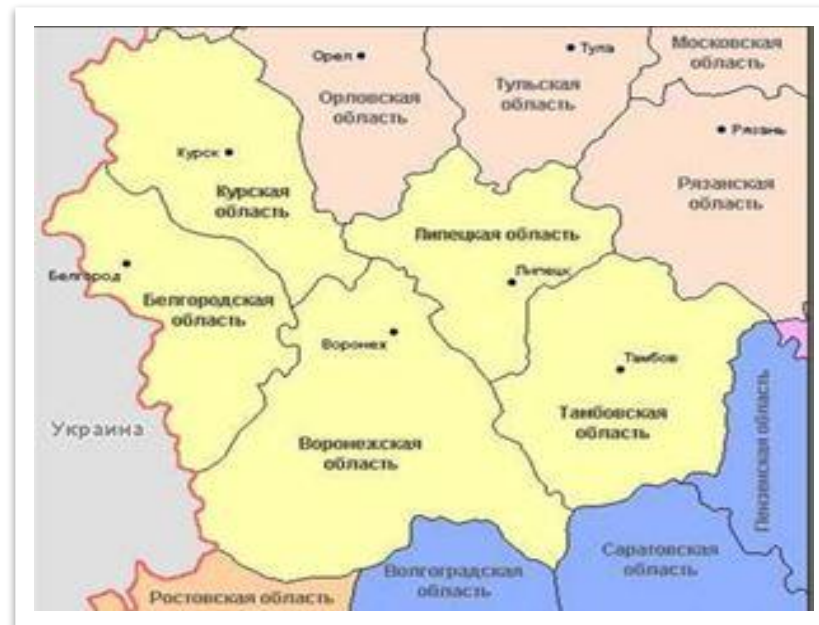 Орел
Тула
Московская
область
Орловская
область
Тульская
область
Рязань
Курск
Курская
область
Рязанская
область
Липецкая область
Белгород
Липецк
Белгородская
область
Воронеж
Тамбов
Тамбовская
область
Украина
Воронежская
область
Пензенская область
Саратовская
область
Волгоградская
область
Ростовская область